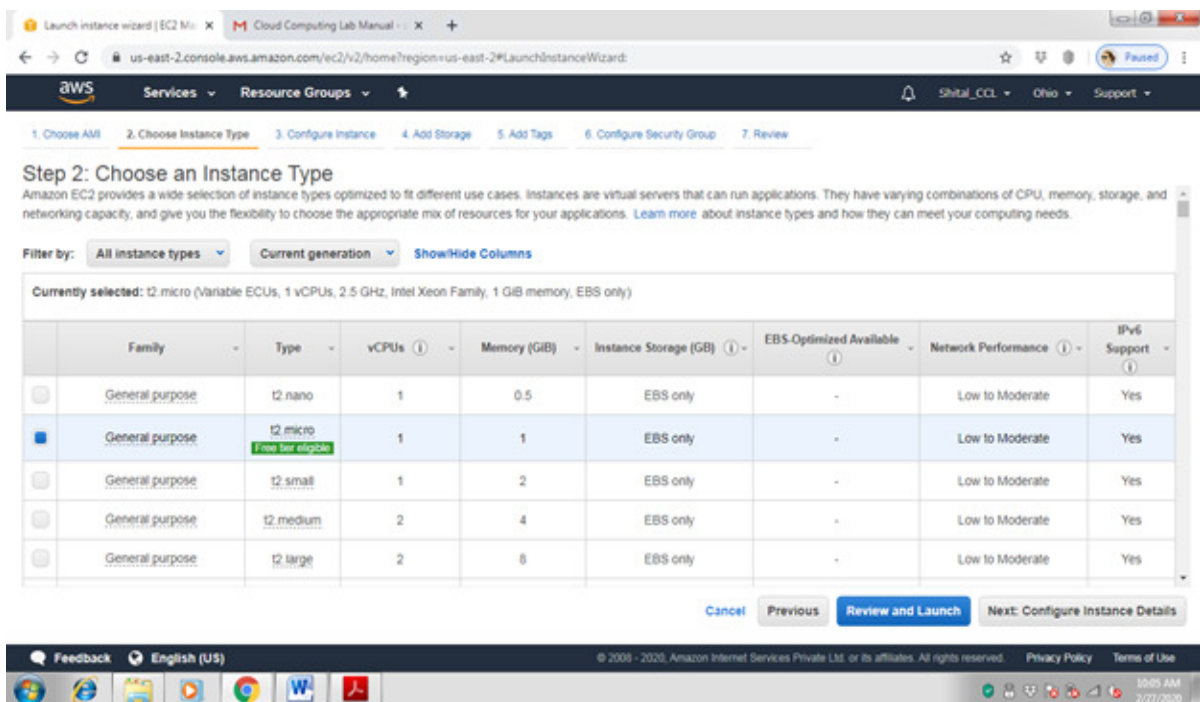 Launch instance wizard | EC2 Ma
Cloud Computing Lab Manual -
us-east-2.console.aws.amazon.com/ec2/v2/home?region=us-east-2#LaunchInstanceWizard:
Paused
aws Services Resource Groups Shital_CCL Ohio Support
1. Choose AMI 2. Choose Instance Type 3. Configure Instance 4. Add Storage 5. Add Tags 6. Configure Security Group 7. Review
Step 2: Choose an Instance Type
Amazon EC2 provides a wide selection of instance types optimized to fit different use cases. Instances are virtual servers that can run applications. They have varying combinations of CPU, memory, storage, and
networking capacity, and give you the flexibility to choose the appropriate mix of resources for your applications. Learn more about instance types and how they can meet your computing needs.
Filter by: All instance types Current generation Show/Hide Columns
Currently selected: t2.micro (Variable ECUs, 1 vCPUs, 2.5 GHz, Intel Xeon Family, 1 GiB memory, EBS only)
Family Type vCPUs Memory (GiB) Instance Storage (GB) EBS-Optimized Available Network Performance IPv6 Support
General purpose t2.nano 1 0.5 EBS only - Low to Moderate Yes
General purpose t2.micro Free tier eligible 1 1 EBS only - Low to Moderate Yes
General purpose t2.small 1 2 EBS only - Low to Moderate Yes
General purpose t2.medium 2 4 EBS only - Low to Moderate Yes
General purpose t2.large 2 8 EBS only - Low to Moderate Yes
Cancel Previous Review and Launch Next: Configure Instance Details
Feedback English (US) © 2008 - 2020, Amazon Internet Services Private Ltd. or its affiliates. All rights reserved. Privacy Policy Terms of Use
10:05 AM
2/27/2020